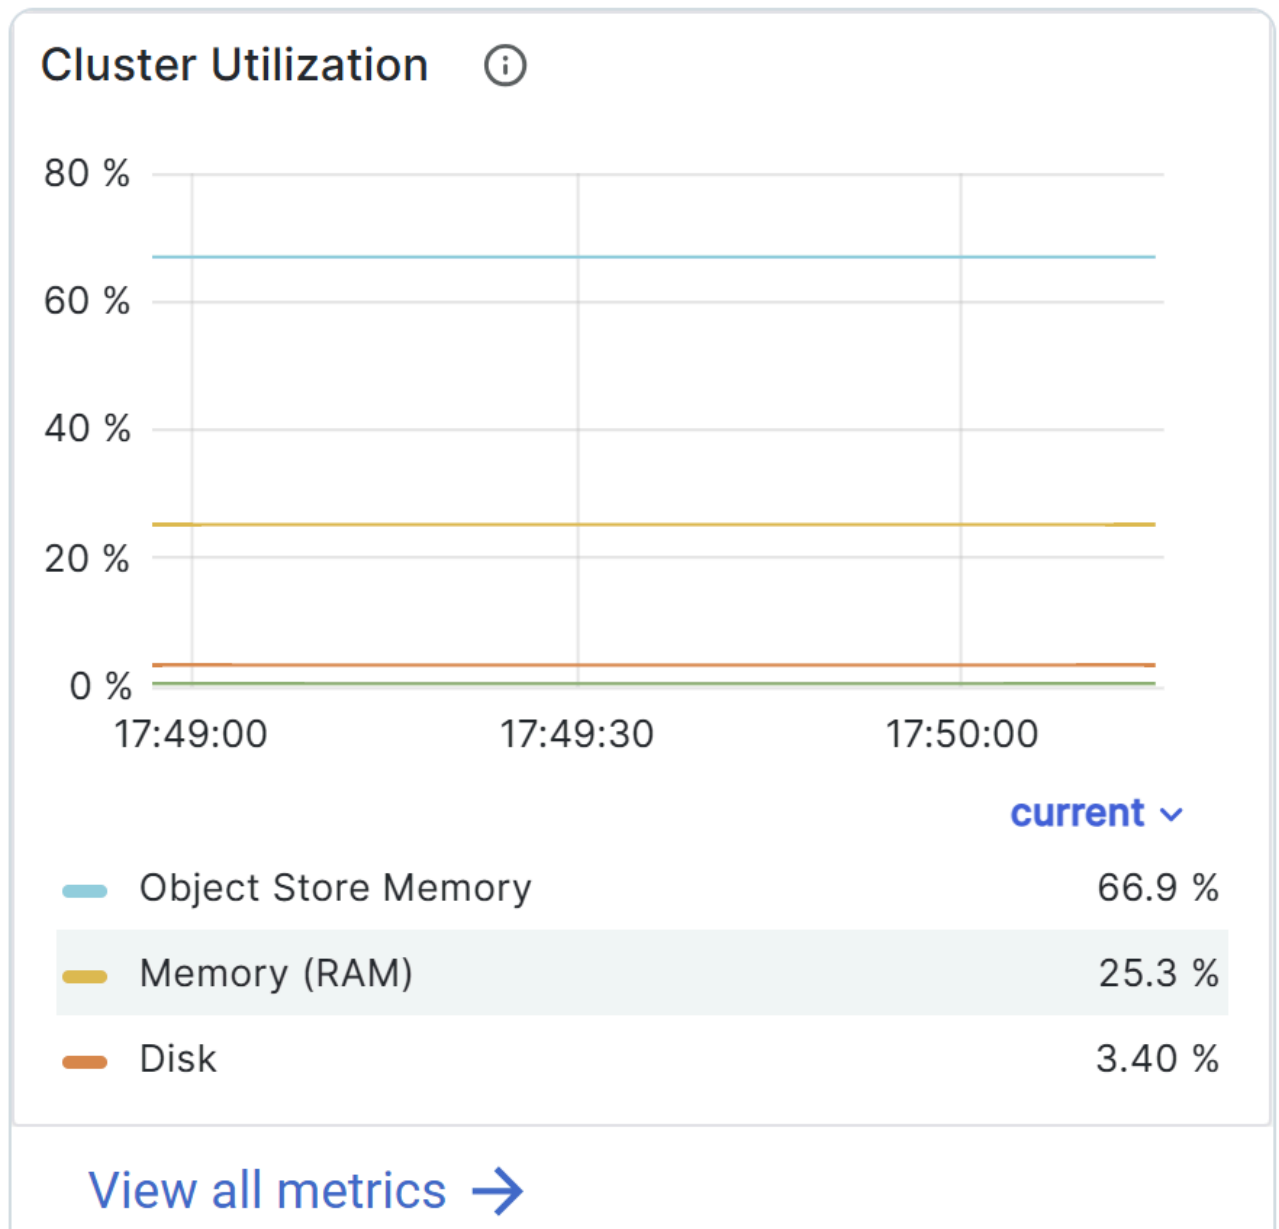 Cluster Utilization
80 %
60 %
40 %
20 %
0 %
17:49:00 17:49:30 17:50:00
current
Object Store Memory 66.9 %
Memory (RAM) 25.3 %
Disk 3.40 %
View all metrics